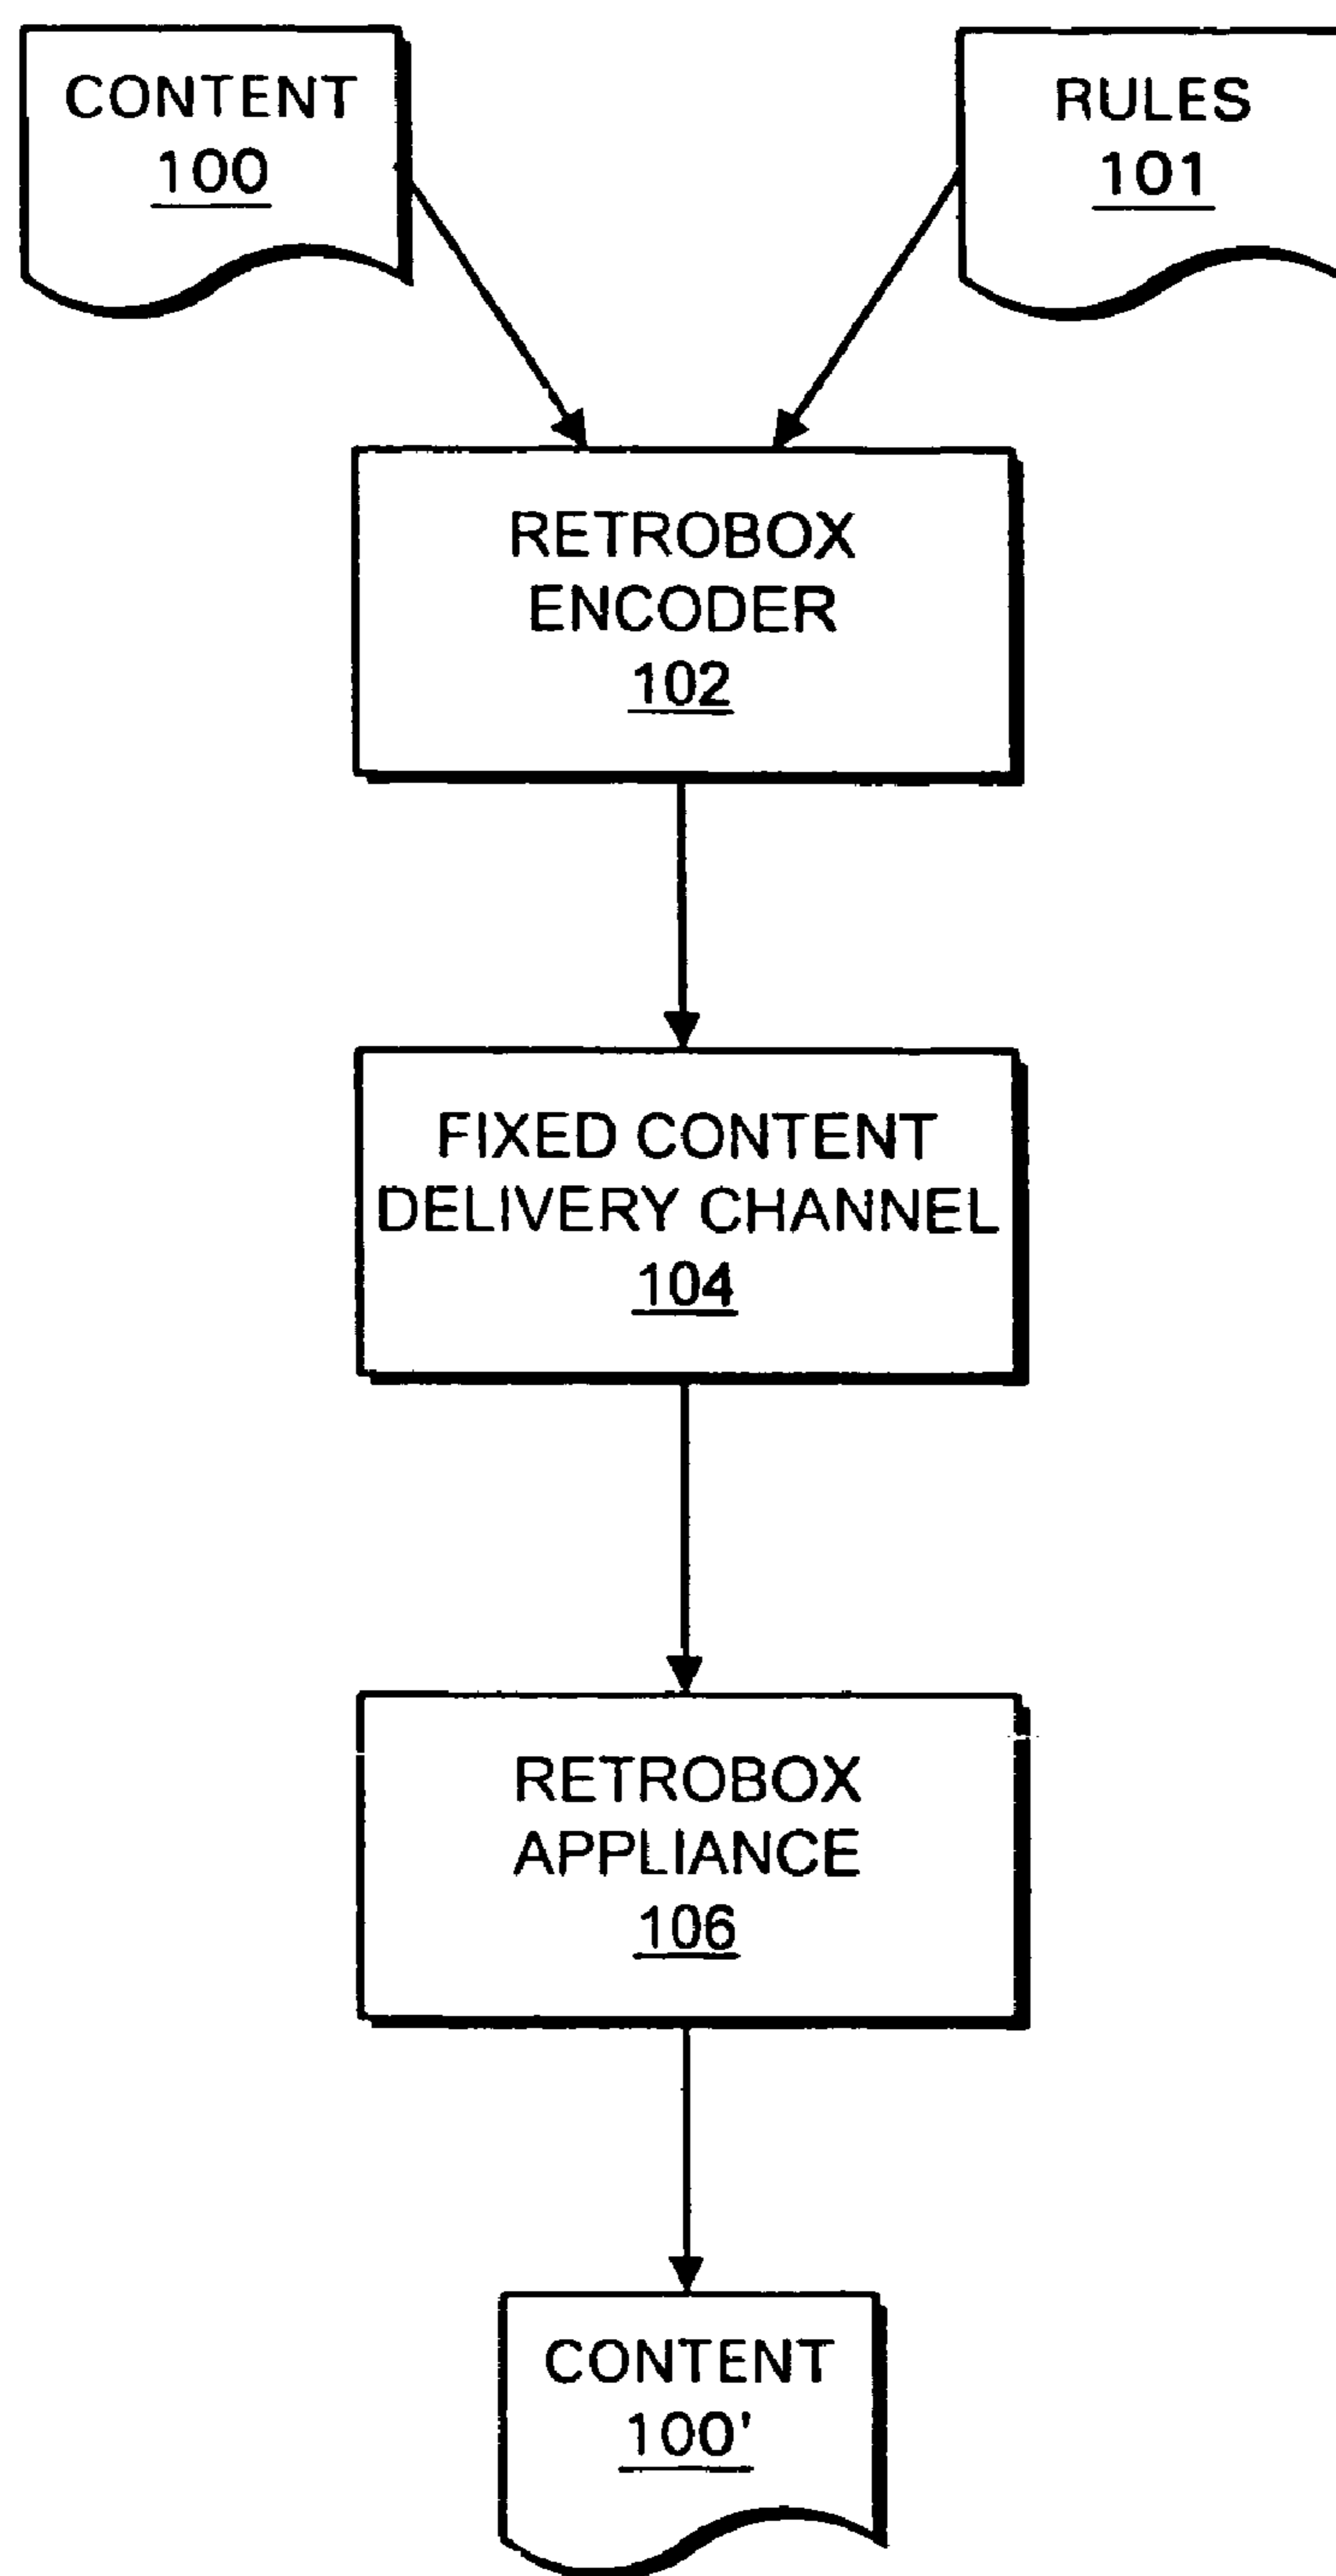 CONTENT
100
RULES
101
RETROBOX
ENCODER
102
FIXED CONTENT
DELIVERY CHANNEL
104
RETROBOX
APPLIANCE
106
CONTENT
100'